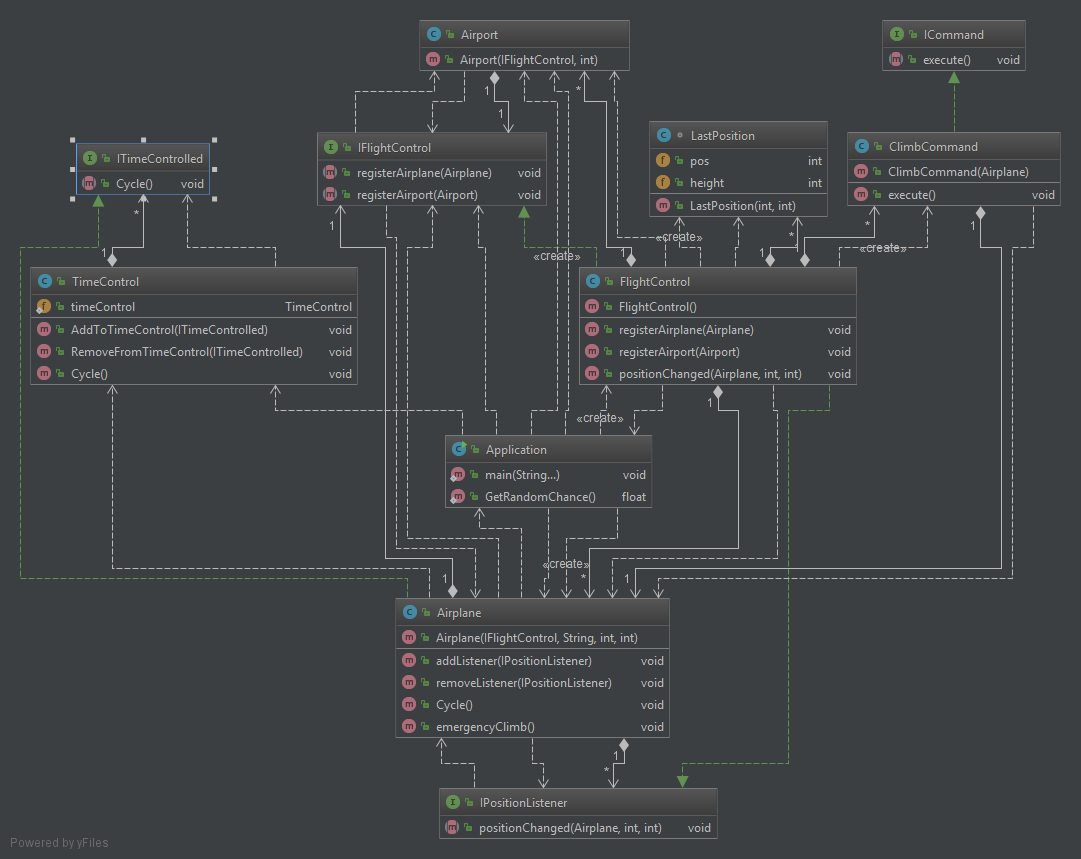 Airport
Airport(IFlightControl, int)
ICommand
execute() void
1
1
*
ITimeControlled
Cycle() void
IFlightControl
registerAirplane(Airplane) void
registerAirport(Airport) void
LastPosition
pos int
height int
LastPosition(int, int)
ClimbCommand
ClimbCommand(Airplane)
execute() void
*
1
«create»
*
*
1
1
«create»
1
1
«create»
TimeControl
timeControl TimeControl
AddToTimeControl(ITimeControlled) void
RemoveFromTimeControl(ITimeControlled) void
Cycle() void
FlightControl
FlightControl()
registerAirplane(Airplane) void
registerAirport(Airport) void
positionChanged(Airplane, int, int) void
1
«create»
Application
main(String...) void
GetRandomChance() float
«create»
1
*
1
Airplane
Airplane(IFlightControl, String, int, int)
addListener(IPositionListener) void
removeListener(IPositionListener) void
Cycle() void
emergencyClimb() void
1
*
IPositionListener
positionChanged(Airplane, int, int) void
Powered by yFiles